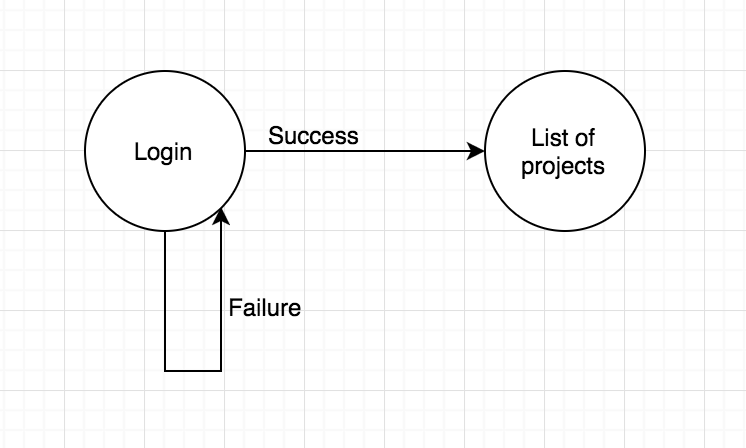 Success
Login
List of
projects
Failure